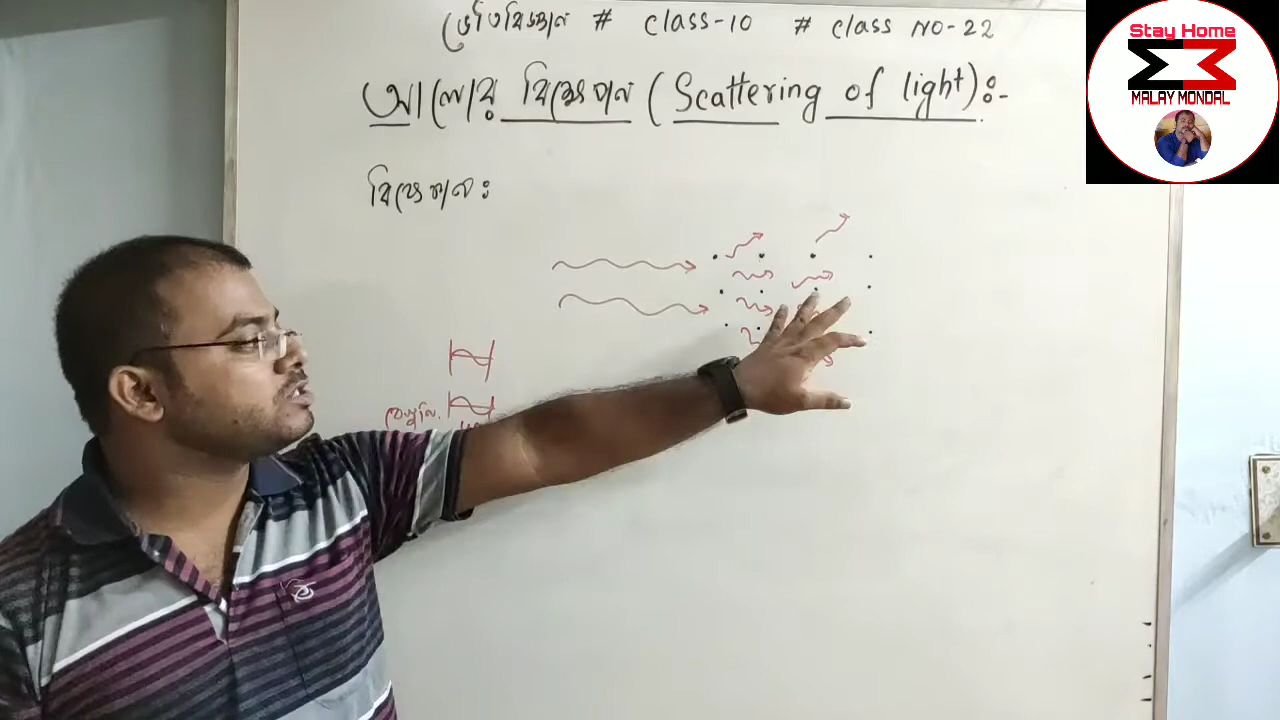 ভৌতবিজ্ঞান # Class-10 # Class NO-22
আলোর বিক্ষেপণ (Scattering of light):-
বিক্ষেপণ:
Stay Home
MALAY MONDAL